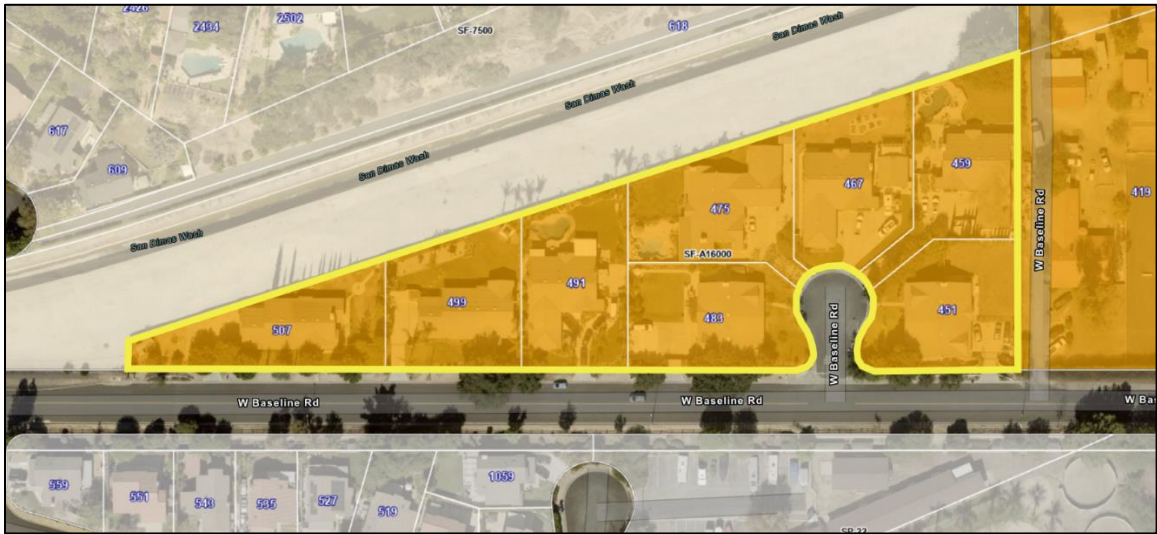 2426
2494
2502
SF-7500
618
San Dimas Wash
San Dimas Wash
617
609
San Dimas Wash
San Dimas Wash
459
467
419
475
W Baseline Rd
SF-A16000
491
499
483
451
507
W Baseline Rd
W Baseline Rd
W Baseline Rd
W Ba
559
551
543
535
527
519
1059